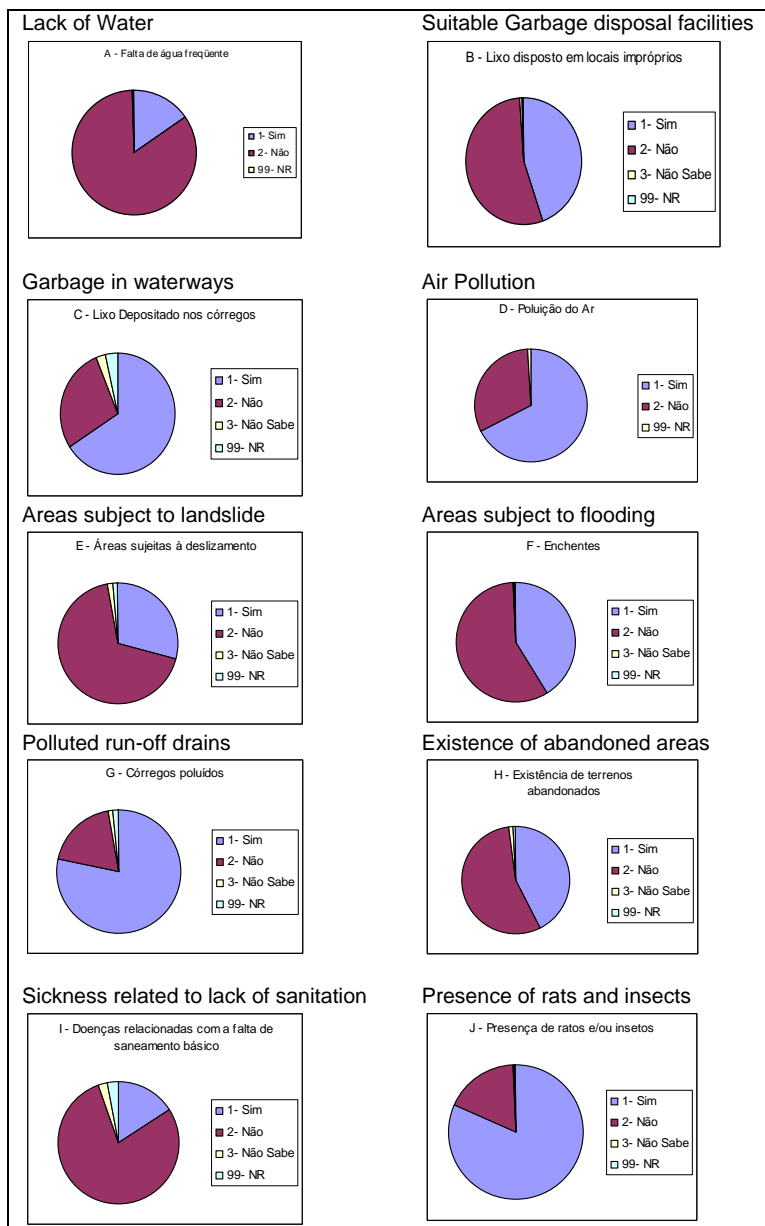 Lack of Water
A - Falta de água freqüente
1- Sim
2- Não
99- NR
Suitable Garbage disposal facilities
B - Lixo disposto em locais impróprios
1- Sim
2- Não
3- Não Sabe
99- NR
Garbage in waterways
C - Lixo Depositado nos córregos
1- Sim
2- Não
3- Não Sabe
99- NR
Air Pollution
D - Poluição do Ar
1- Sim
2- Não
99- NR
Areas subject to landslide
E - Áreas sujeitas à deslizamento
1- Sim
2- Não
3- Não Sabe
99- NR
Areas subject to flooding
F - Enchentes
1- Sim
2- Não
3- Não Sabe
99- NR
Polluted run-off drains
G - Córregos poluídos
1- Sim
2- Não
3- Não Sabe
99- NR
Existence of abandoned areas
H - Existência de terrenos
abandonados
1- Sim
2- Não
3- Não Sabe
99- NR
Sickness related to lack of sanitation
I - Doenças relacionadas com a falta de
saneamento básico
1- Sim
2- Não
3- Não Sabe
99- NR
Presence of rats and insects
J - Presença de ratos e/ou insetos
1- Sim
2- Não
3- Não Sabe
99- NR